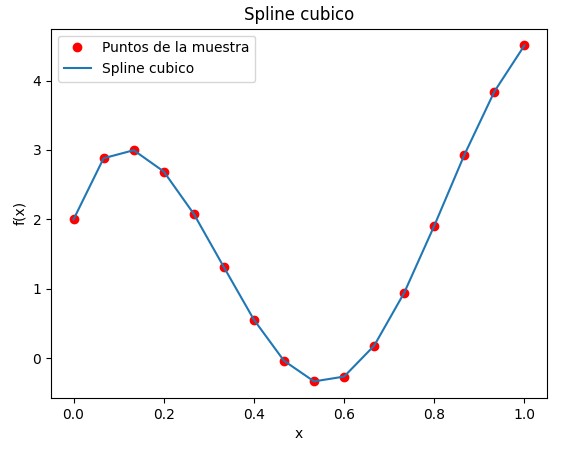 Spline cubico
Puntos de la muestra
Spline cubico
4
3
2
1
0
f(x)
0.0 0.2 0.4 0.6 0.8 1.0
x